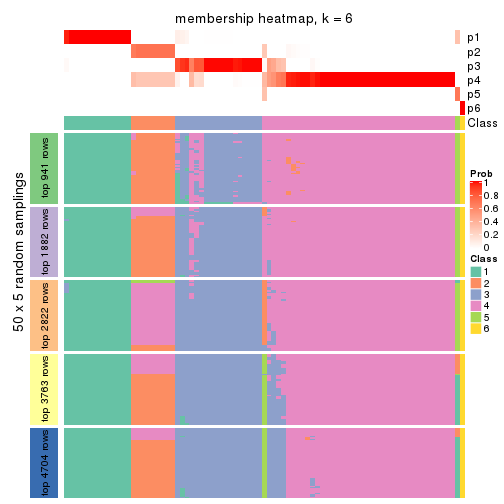 membership heatmap, k = 6
p1
p2
p3
p4
p5
p6
Class
50 x 5 random samplings
top 941 rows
top 1882 rows
top 2822 rows
top 3763 rows
top 4704 rows
Prob
1
0.8
0.6
0.4
0.2
0
Class
1
2
3
4
5
6